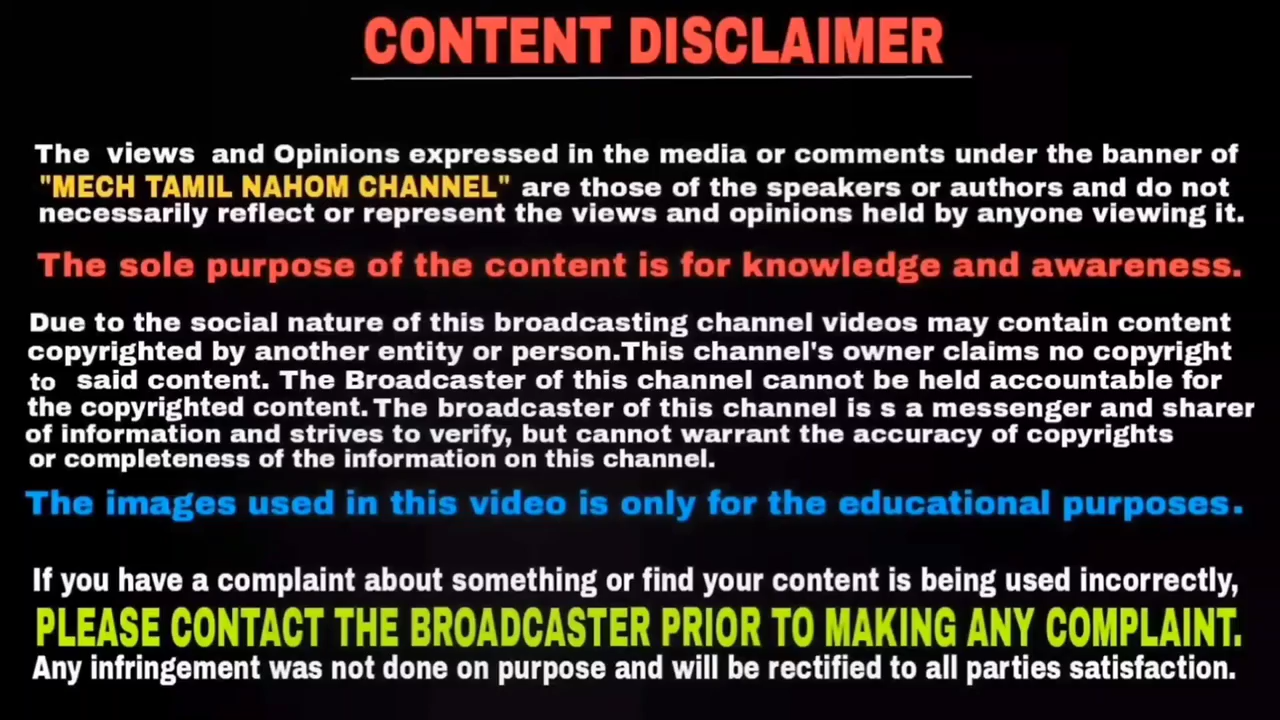 CONTENT DISCLAIMER
The views and Opinions expressed in the media or comments under the banner of
"MECH TAMIL NAHOM CHANNEL" are those of the speakers or authors and do not
necessarily reflect or represent the views and opinions held by anyone viewing it.
The sole purpose of the content is for knowledge and awareness.
Due to the social nature of this broadcasting channel videos may contain content
copyrighted by another entity or person.This channel's owner claims no copyright
to said content. The Broadcaster of this channel cannot be held accountable for
the copyrighted content. The broadcaster of this channel is s a messenger and sharer
of information and strives to verify, but cannot warrant the accuracy of copyrights
or completeness of the information on this channel.
The images used in this video is only for the educational purposes.
If you have a complaint about something or find your content is being used incorrectly,
PLEASE CONTACT THE BROADCASTER PRIOR TO MAKING ANY COMPLAINT.
Any infringement was not done on purpose and will be rectified to all parties satisfaction.